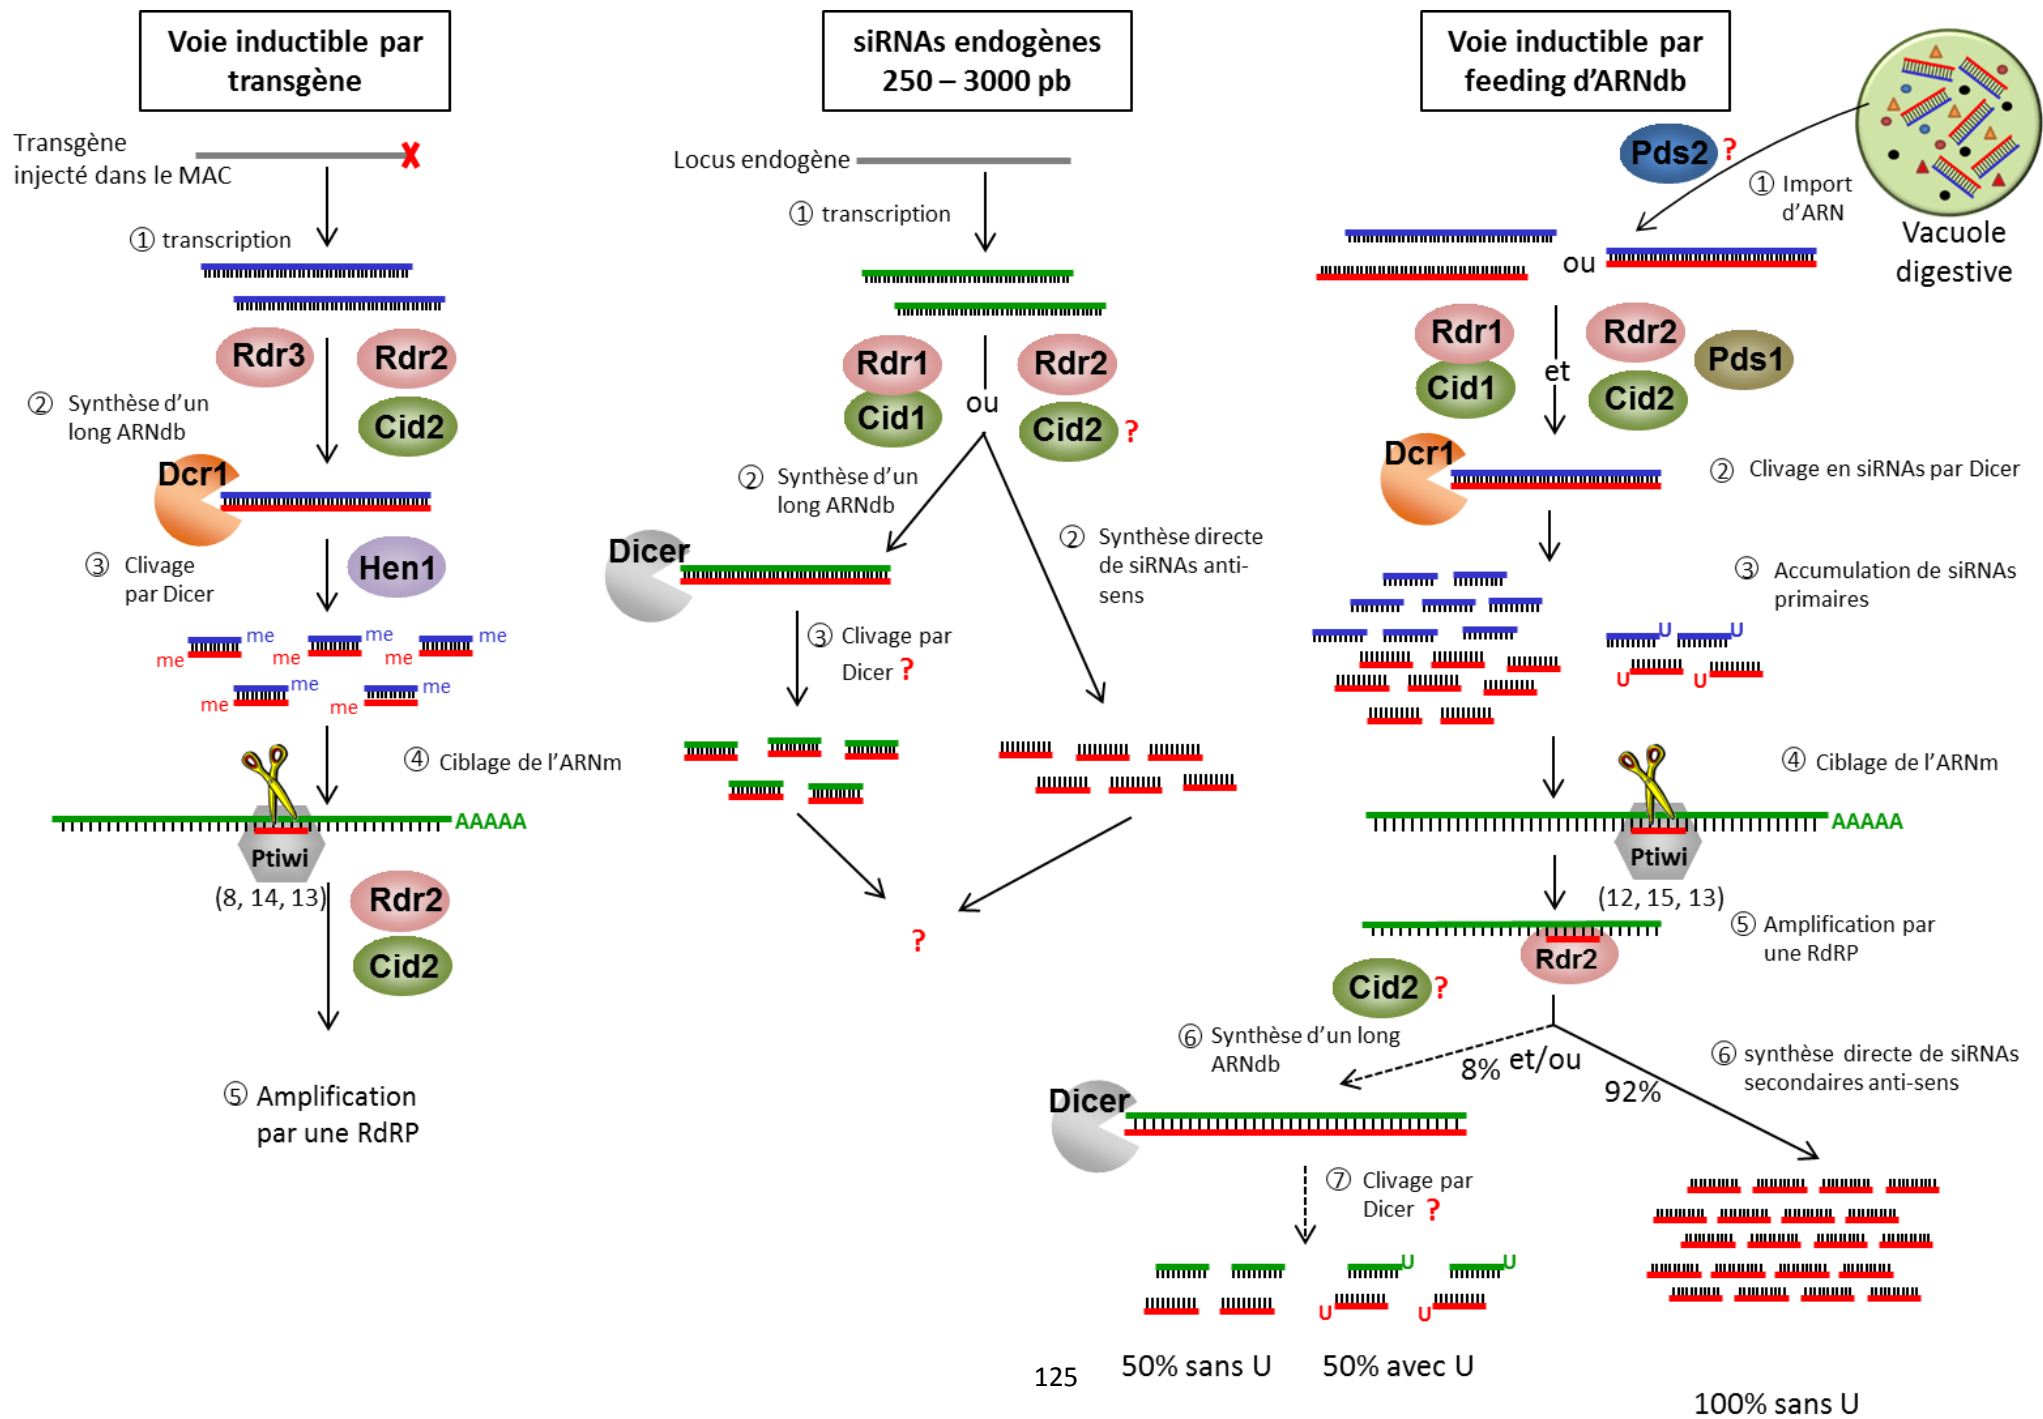 Voie inductible par
transgène
Transgène
injecté dans le MAC
① transcription
Rdr3
Rdr2
Cid2
② Synthèse d'un
long ARNdb
Dcr1
③ Clivage
par Dicer
Hen1
me
me
me
me
me
me
me
me
me
me
④ Ciblage de l'ARNm
AAAAA
Ptiwi
(8, 14, 13)
Rdr2
Cid2
⑤ Amplification
par une RdRP
siRNAs endogènes
250 – 3000 pb
Locus endogène
① transcription
Rdr1
Cid1
ou
Rdr2
Cid2 ?
② Synthèse d'un
long ARNdb
Dicer
② Synthèse directe
de siRNAs anti-
sens
③ Clivage par
Dicer ?
?
Voie inductible par
feeding d'ARNdb
Pds2 ?
① Import
d'ARN
Vacuole
digestive
ou
Rdr1
Cid1
et
Rdr2
Cid2
Pds1
Dcr1
② Clivage en siRNAs par Dicer
③ Accumulation de siRNAs
primaires
U
U
U
U
④ Ciblage de l'ARNm
AAAAA
Ptiwi
(12, 15, 13)
⑤ Amplification par
une RdRP
Rdr2
Cid2 ?
⑥ Synthèse d'un long
ARNdb
8% et/ou
92%
⑥ synthèse directe de siRNAs
secondaires anti-sens
Dicer
⑦ Clivage par
Dicer ?
U
U
U
U
50% sans U
50% avec U
100% sans U
125